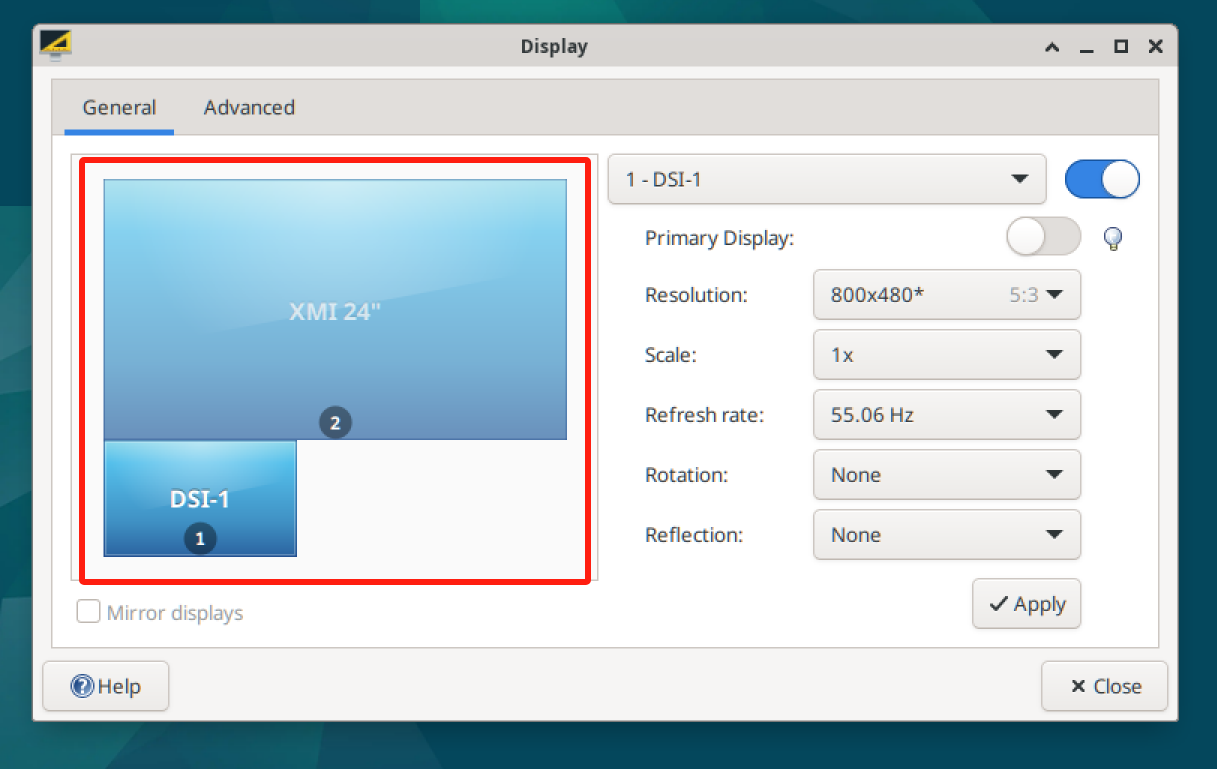 Display
General
Advanced
XMI 24"
2
DSI-1
1
Mirror displays
1 - DSI-1
Primary Display:
Resolution:
800x480*
5:3
Scale:
1x
Refresh rate:
55.06 Hz
Rotation:
None
Reflection:
None
Apply
Help
Close